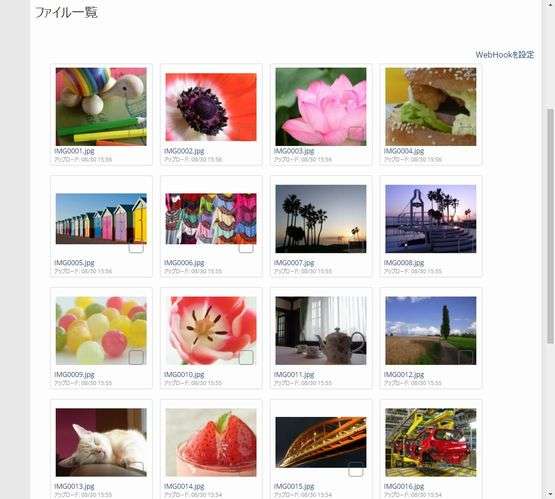 ファイル一覧
WebHookを設定
IMG0001.jpg
アップロード: 08/30 15:56
IMG0002.jpg
アップロード: 08/30 15:56
IMG0003.jpg
アップロード: 08/30 15:56
IMG0004.jpg
アップロード: 08/30 15:56
IMG0005.jpg
アップロード: 08/30 15:56
IMG0006.jpg
アップロード: 08/30 15:56
IMG0007.jpg
アップロード: 08/30 15:55
IMG0008.jpg
アップロード: 08/30 15:55
IMG0009.jpg
アップロード: 08/30 15:55
IMG0010.jpg
アップロード: 08/30 15:55
IMG0011.jpg
アップロード: 08/30 15:55
IMG0012.jpg
アップロード: 08/30 15:55
IMG0013.jpg
アップロード: 08/30 15:55
IMG0014.jpg
アップロード: 08/30 15:54
IMG0015.jpg
アップロード: 08/30 15:54
IMG0016.jpg
アップロード: 08/30 15:54